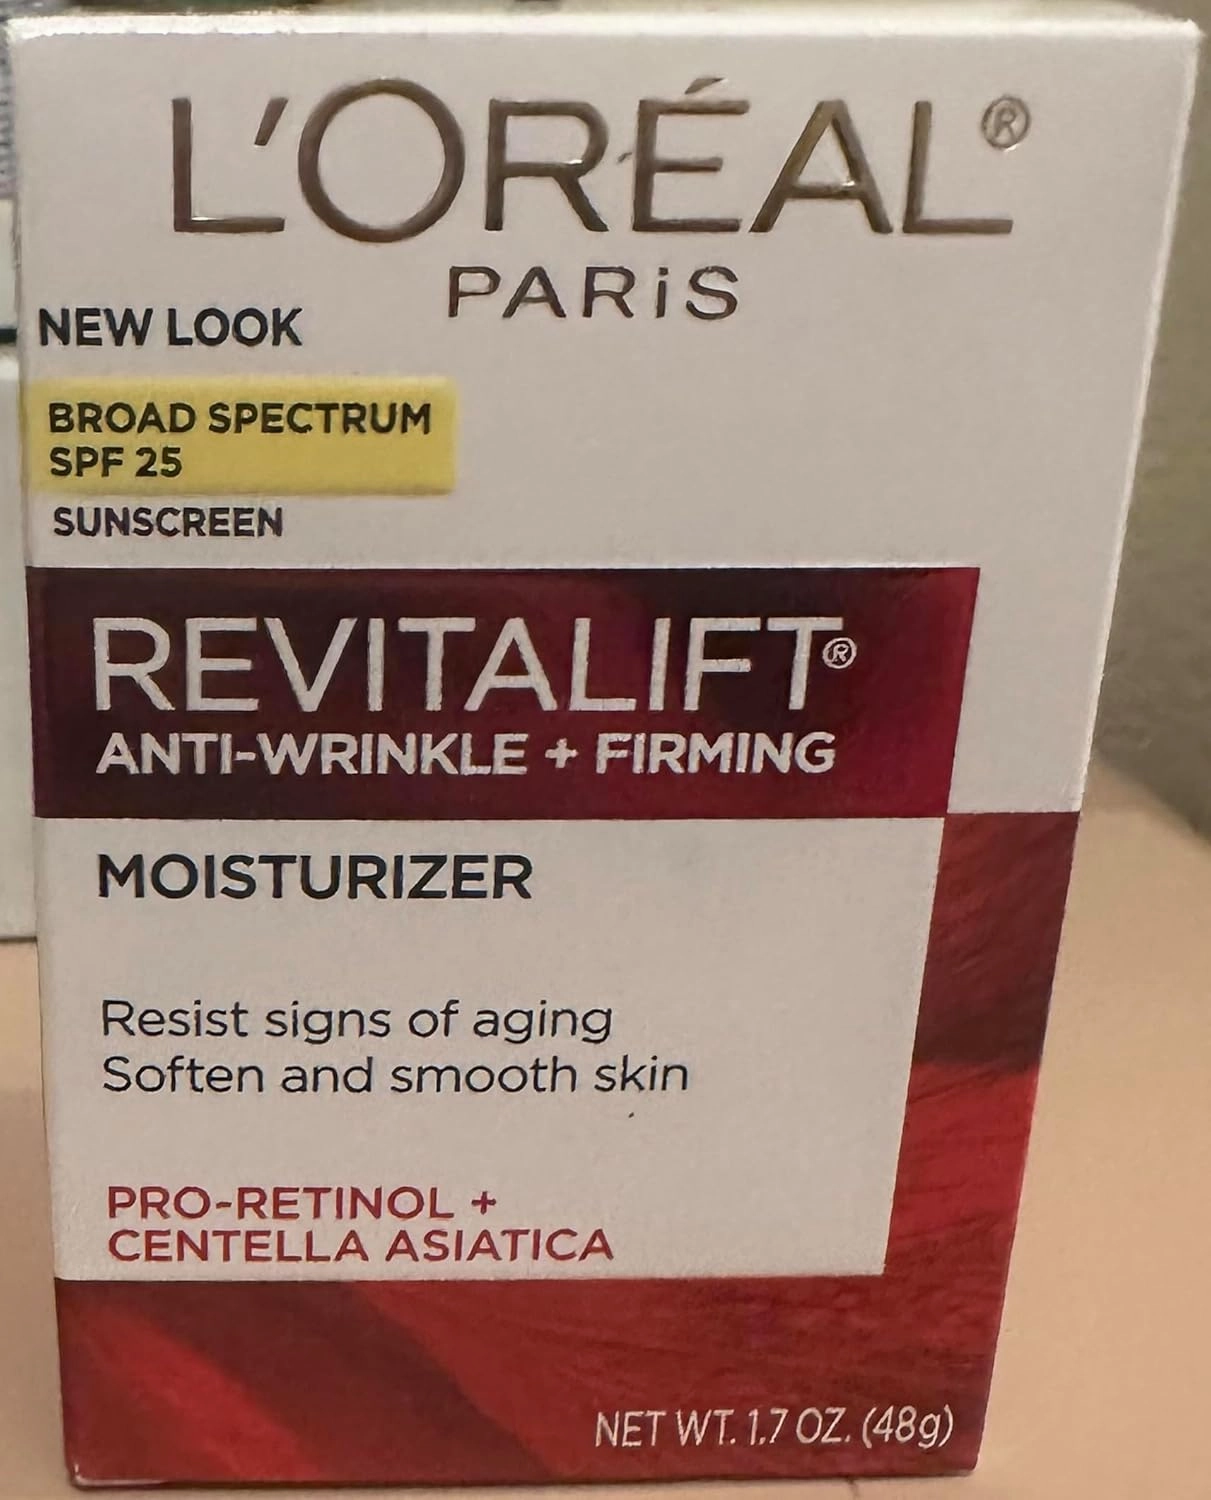 L'ORÉAL®
PARiS
NEW LOOK
BROAD SPECTRUM
SPF 25
SUNSCREEN
REVITALIFT®
ANTI-WRINKLE + FIRMING
MOISTURIZER
Resist signs of aging
Soften and smooth skin
PRO-RETINOL +
CENTELLA ASIATICA
NET WT. 1.7 OZ. (48g)